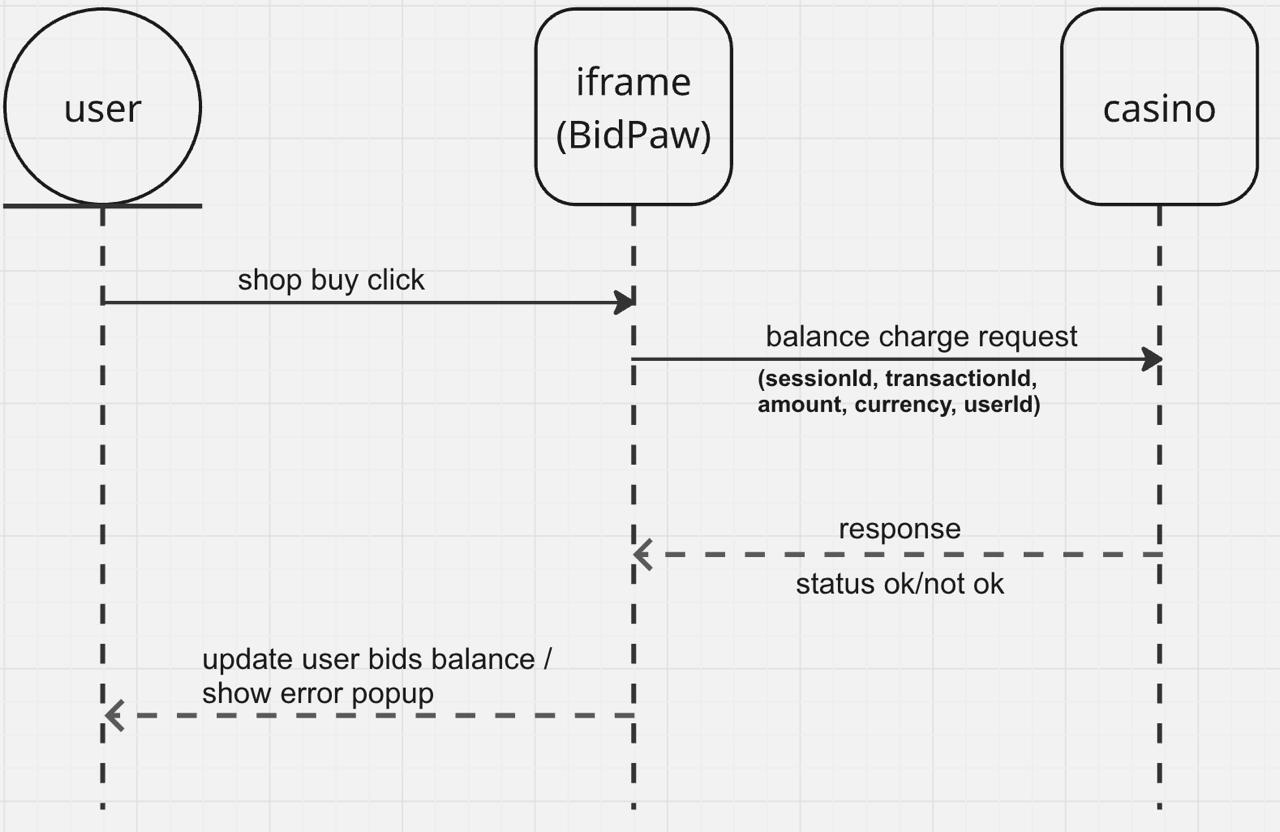 user
iframe
(BidPaw)
casino
shop buy click
balance charge request
(sessionId, transactionId,
amount, currency, userId)
response
status ok/not ok
update user bids balance /
show error popup